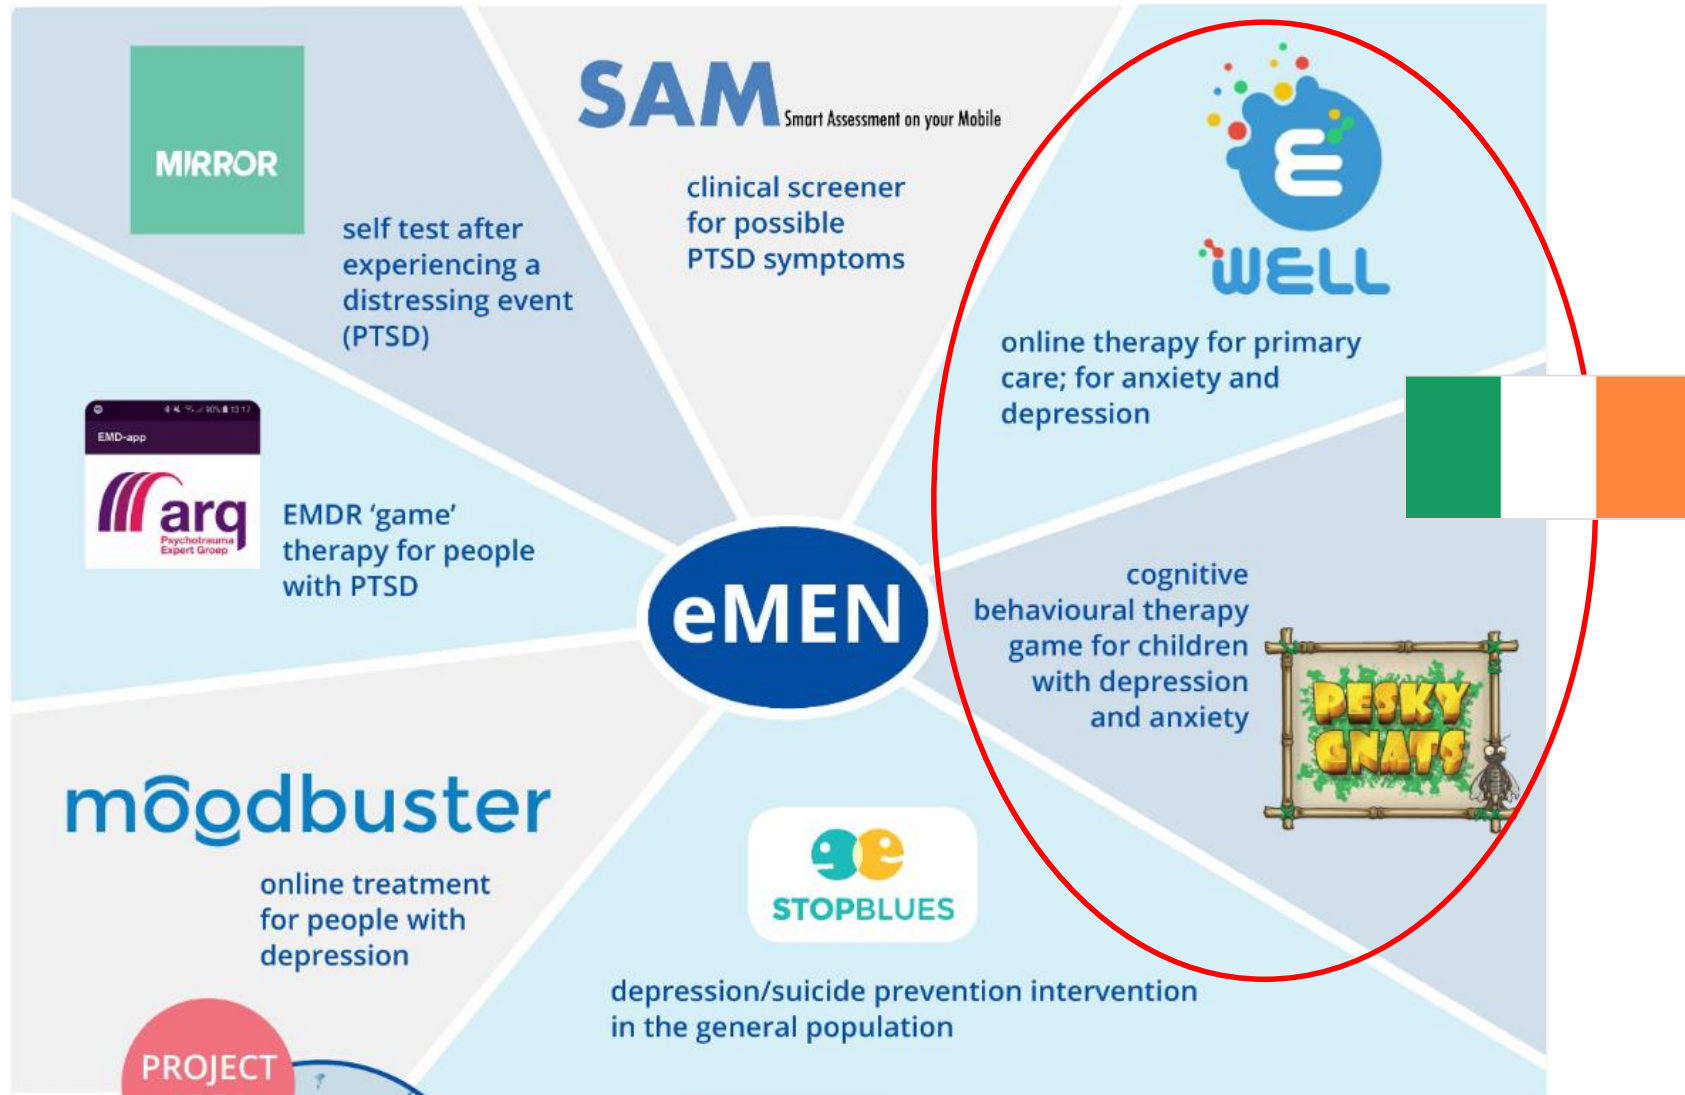 MIRROR
self test after
experiencing a
distressing event
(PTSD)
SAM Smart Assessment on your Mobile
clinical screener
for possible
PTSD symptoms
E
WELL
online therapy for primary
care; for anxiety and
depression
90% 13:17
EMD-app
arq
Psychotrauma
Expert Groep
EMDR ‘game’
therapy for people
with PTSD
eMEN
cognitive
behavioural therapy
game for children
with depression
and anxiety
PESKY
GNATS
moodbuster
online treatment
for people with
depression
STOPBLUES
depression/suicide prevention intervention
in the general population
PROJECT